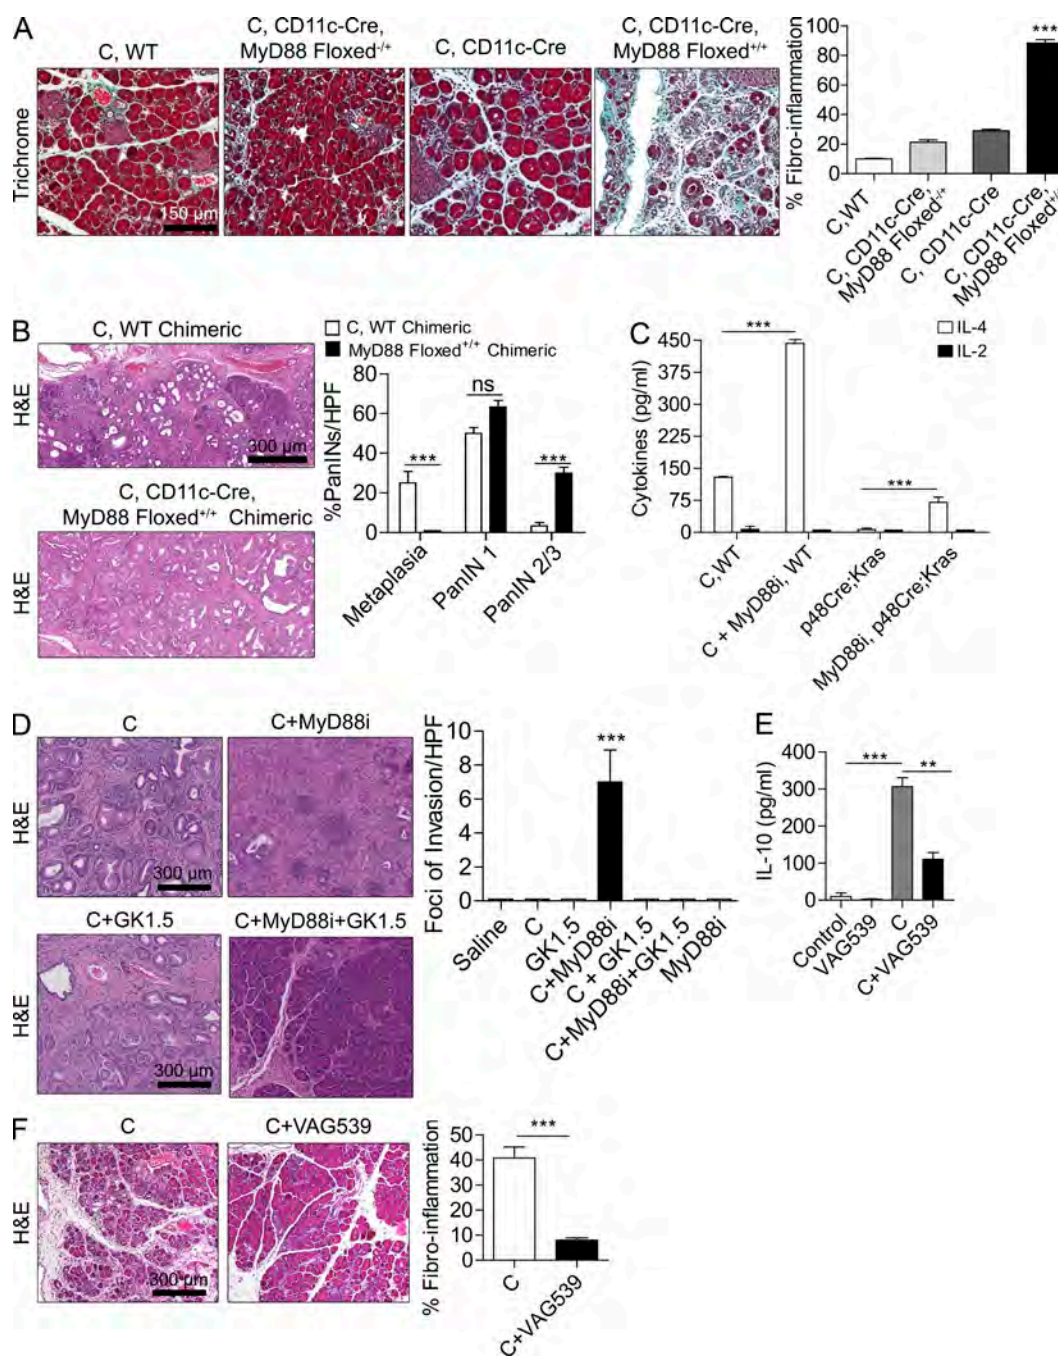 A
C, WT
C, CD11c-Cre,
MyD88 Floxed-/+
C, CD11c-Cre
C, CD11c-Cre,
MyD88 Floxed+/+
Trichrome
150 µm
% Fibro-inflammation
100
80
60
40
20
0
***
C, WT
C, CD11c-Cre,
MyD88 Floxed-/+
C, CD11c-Cre
C, CD11c-Cre,
MyD88 Floxed+/+
B
C, WT Chimeric
H&E
300 µm
C, CD11c-Cre,
MyD88 Floxed+/+ Chimeric
H&E
C, WT Chimeric
MyD88 Floxed+/+ Chimeric
%PanINs/HPF
80
60
40
20
0
***
ns
***
Metaplasia
PanIN 1
PanIN 2/3
C
IL-4
IL-2
Cytokines (pg/ml)
450
375
300
225
150
75
0
***
***
C,WT
C + MyD88i, WT
p48Cre;Kras
MyD88i, p48Cre;Kras
D
C
C+MyD88i
H&E
300 µm
C+GK1.5
C+MyD88i+GK1.5
H&E
300 µm
Foci of Invasion/HPF
10
8
6
4
2
0
***
Saline
C
GK1.5
C+MyD88i
C + GK1.5
C+MyD88i+GK1.5
MyD88i
E
IL-10 (pg/ml)
400
300
200
100
0
***
**
Control
VAG539
C
C+VAG539
F
C
C+VAG539
H&E
300 µm
% Fibro-inflammation
50
40
30
20
10
0
***
C
C+VAG539